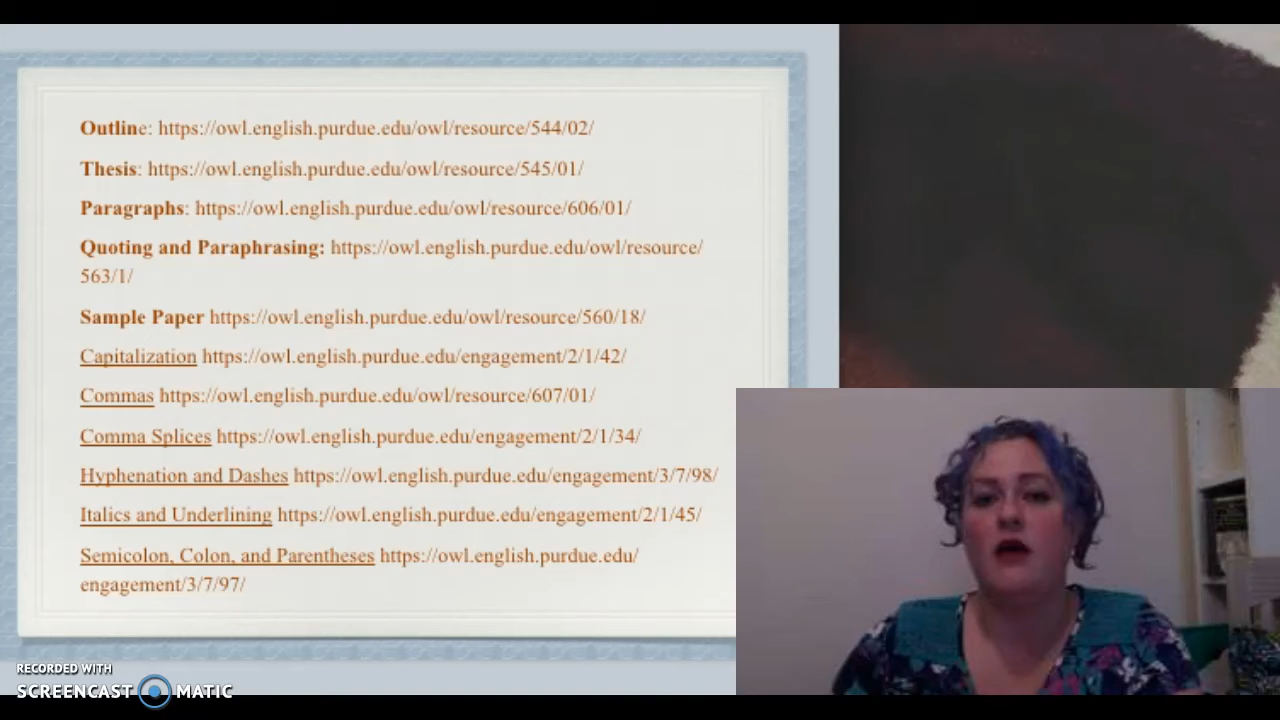 Outline: https://owl.english.purdue.edu/owl/resource/544/02/
Thesis: https://owl.english.purdue.edu/owl/resource/545/01/
Paragraphs: https://owl.english.purdue.edu/owl/resource/606/01/
Quoting and Paraphrasing: https://owl.english.purdue.edu/owl/resource/
563/1/
Sample Paper https://owl.english.purdue.edu/owl/resource/560/18/
Capitalization https://owl.english.purdue.edu/engagement/2/1/42/
Commas https://owl.english.purdue.edu/owl/resource/607/01/
Comma Splices https://owl.english.purdue.edu/engagement/2/1/34/
Hyphenation and Dashes https://owl.english.purdue.edu/engagement/3/7/98/
Italics and Underlining https://owl.english.purdue.edu/engagement/2/1/45/
Semicolon, Colon, and Parentheses https://owl.english.purdue.edu/
engagement/3/7/97/
RECORDED WITH
SCREENCAST MATIC